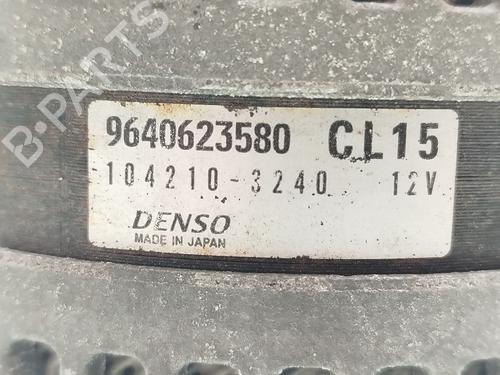 9640623580 CL15
104210-3240 12V
DENSO
MADE IN JAPAN
B-PARTS